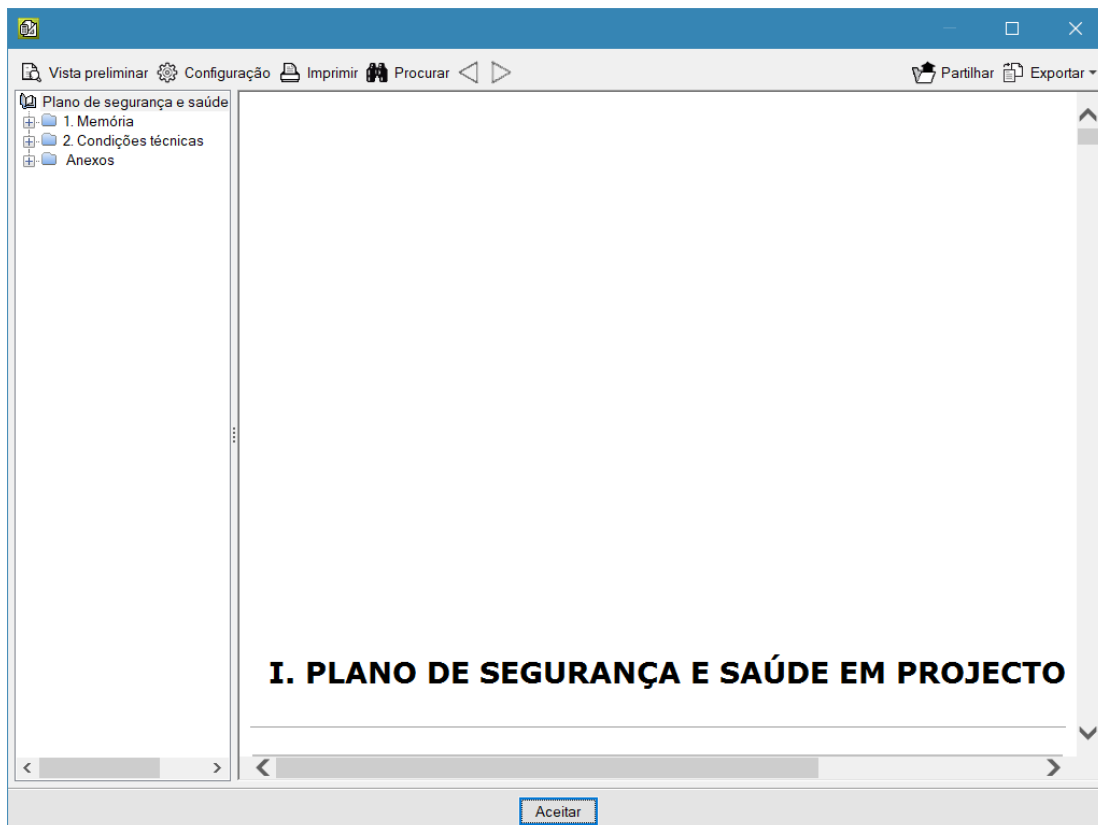 Vista preliminar Configuração Imprimir Procurar Partilhar Exportar
Plano de segurança e saúde
1. Memória
2. Condições técnicas
Anexos
I. PLANO DE SEGURANÇA E SAÚDE EM PROJECTO
Aceitar